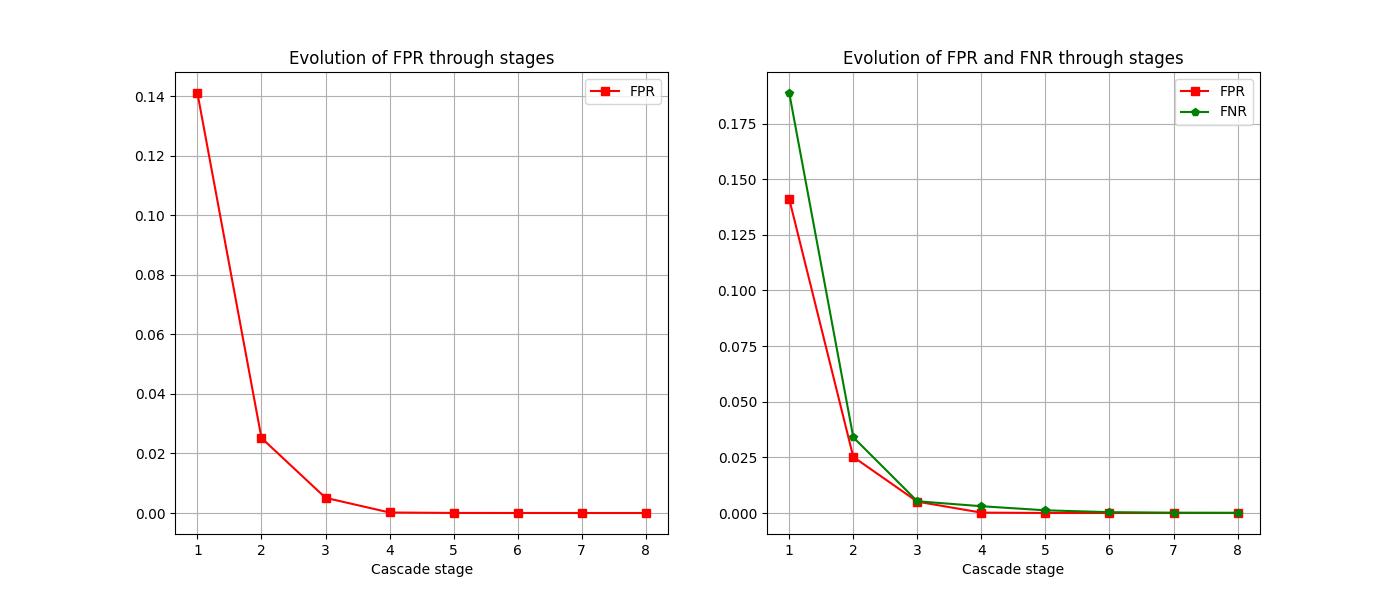 Evolution of FPR through stages
FPR
0.14
0.12
0.10
0.08
0.06
0.04
0.02
0.00
1 2 3 4 5 6 7 8
Cascade stage
Evolution of FPR and FNR through stages
FPR
FNR
0.175
0.150
0.125
0.100
0.075
0.050
0.025
0.000
1 2 3 4 5 6 7 8
Cascade stage